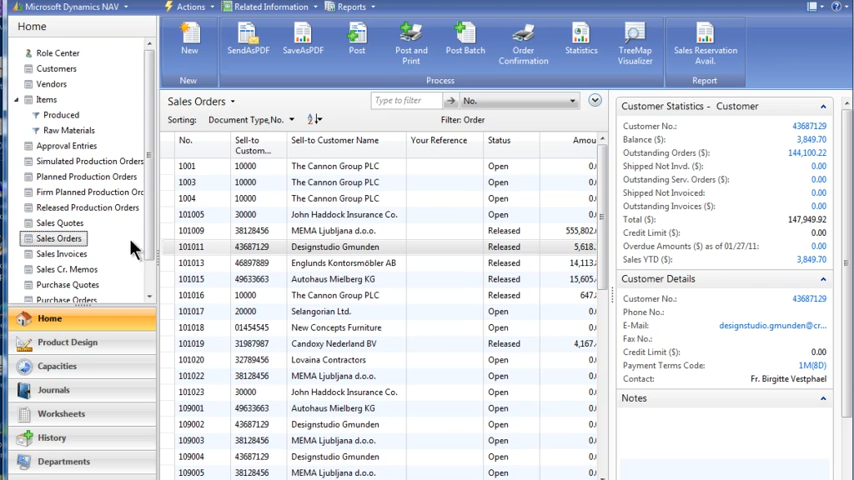 Microsoft Dynamics NAV
Actions
Related Information
Reports
Home
New
SendAsPDF
SaveAsPDF
Post
Post and Print
Post Batch
Order Confirmation
Statistics
TreeMap Visualizer
Sales Reservation Avail.
New
Process
Report
Role Center
Customers
Vendors
Items
Produced
Raw Materials
Approval Entries
Simulated Production Orders
Planned Production Orders
Firm Planned Production Orc
Released Production Orders
Sales Quotes
Sales Orders
Sales Invoices
Sales Cr. Memos
Purchase Quotes
Purchase Orders
Home
Product Design
Capacities
Journals
Worksheets
History
Departments
Sales Orders
Type to filter
No.
Sorting: Document Type,No.
Filter: Order
No. Sell-to Custom... Sell-to Customer Name Your Reference Status Amou
1001 10000 The Cannon Group PLC Open 0.
1003 10000 The Cannon Group PLC Open 0.
1004 10000 The Cannon Group PLC Open 0.
101005 30000 John Haddock Insurance Co. Open 0.
101009 38128456 MEMA Ljubljana d.o.o. Released 555,802.
101011 43687129 Designstudio Gmunden Released 5,618.
101013 46897889 Englunds Kontorsmöbler AB Released 14,113.
101015 49633663 Autohaus Mielberg KG Released 15,605.
101016 10000 The Cannon Group PLC Released 647.
101017 20000 Selangorian Ltd. Open 0.
101018 01454545 New Concepts Furniture Open 0.
101019 31987987 Candoxy Nederland BV Released 4,167.
101020 32789456 Lovaina Contractors Open 0.
101022 38128456 MEMA Ljubljana d.o.o. Open 0.
101023 30000 John Haddock Insurance Co. Open 0.
109001 49633663 Autohaus Mielberg KG Open 0.
109002 43687129 Designstudio Gmunden Open 0.
109003 38128456 MEMA Ljubljana d.o.o. Open 0.
109004 43687129 Designstudio Gmunden Open 0.
109005 38128456 MEMA Ljubljana d.o.o. Open 0.
Customer Statistics - Customer
Customer No.: 43687129
Balance ($): 3,849.70
Outstanding Orders ($): 144,100.22
Shipped Not Invd. ($): 0.00
Outstanding Serv. Orders ($): 0.00
Shipped Not Invoiced: 0.00
Outstanding Invoices ($): 0.00
Total ($): 147,949.92
Credit Limit ($): 0.00
Overdue Amounts ($) as of 01/27/11: 0.00
Sales YTD ($): 3,849.70
Customer Details
Customer No.: 43687129
Phone No.:
E-Mail: designstudio.gmunden@cr...
Fax No.:
Credit Limit ($): 0.00
Payment Terms Code: 1M(8D)
Contact: Fr. Birgitte Vestphael
Notes